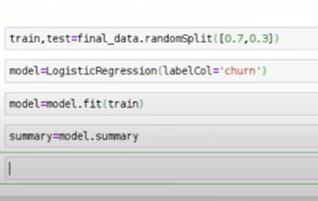 train,test=final_data.randomSplit([0.7,0.3])
model=LogisticRegression(labelCol='churn')
model=model.fit(train)
summary=model.summary